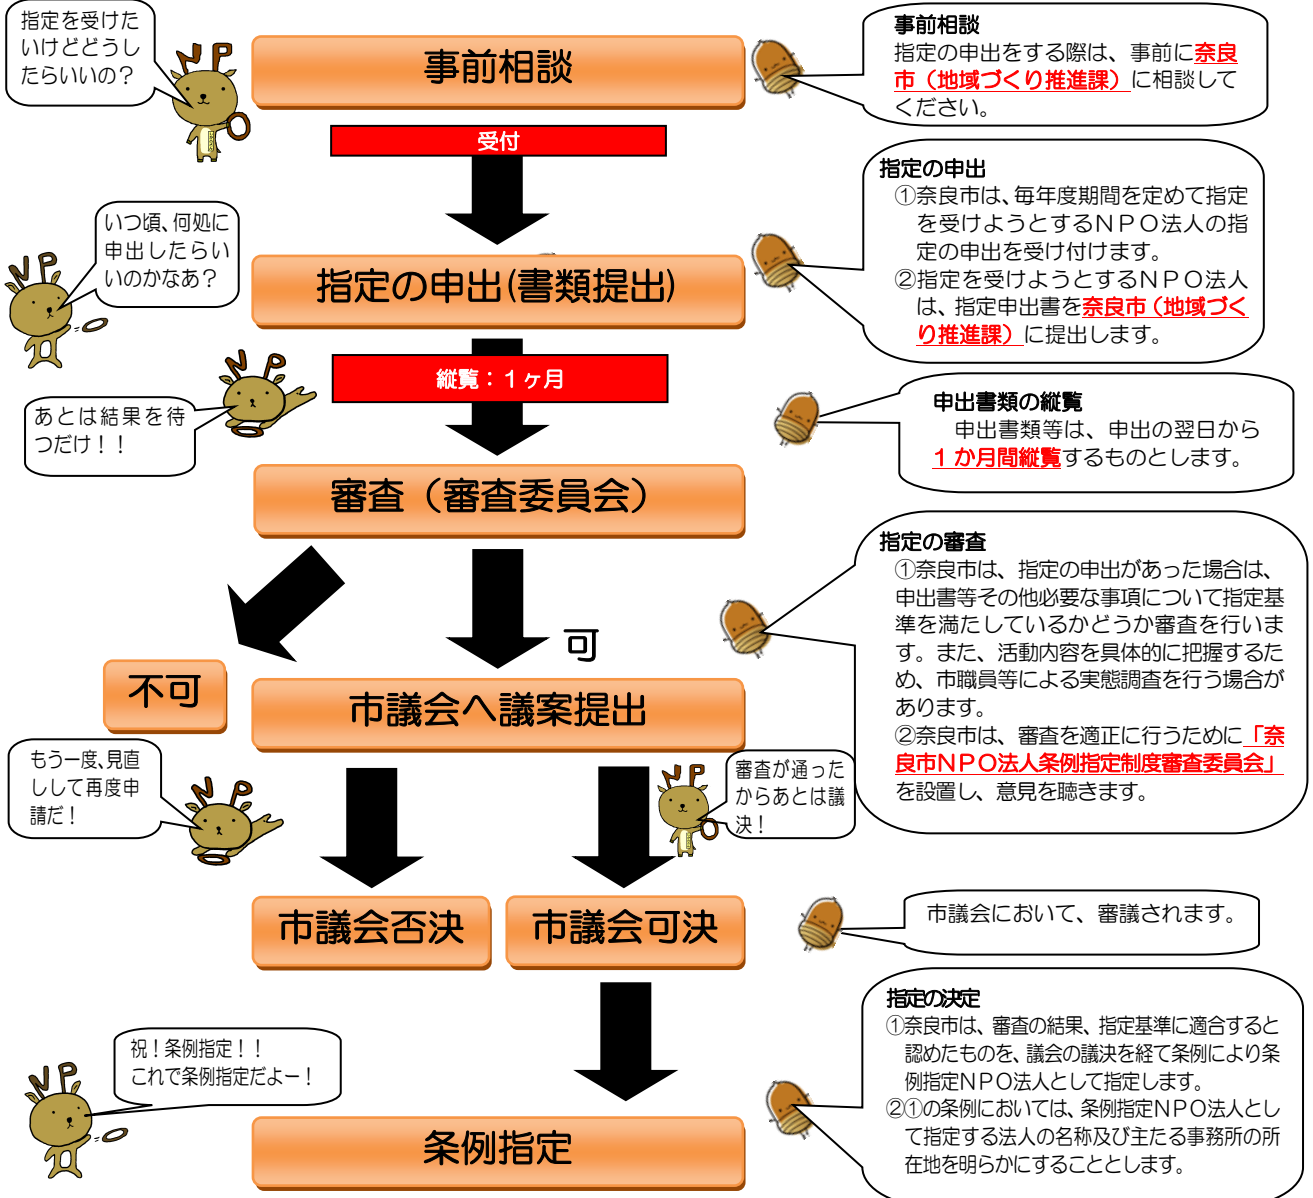 指定を受けた
いけどどうし
たらいいの？
NP
事前相談
事前相談
指定の申出をする際は、事前に奈良
市（地域づくり推進課）に相談して
ください。
受付
いつ頃、何処に
申出したらい
いのかなあ？
NP
指定の申出(書類提出)
指定の申出
①奈良市は、毎年度期間を定めて指定
を受けようとするNPO法人の指
定の申出を受け付けます。
②指定を受けようとするNPO法人
は、指定申出書を奈良市（地域づく
り推進課）に提出します。
縦覧：１ヶ月
NP
あとは結果を待
つだけ！！
申出書類の縦覧
申出書類等は、申出の翌日から
１か月間縦覧するものとします。
審査（審査委員会）
指定の審査
①奈良市は、指定の申出があった場合は、
申出書等その他必要な事項について指定基
準を満たしているかどうか審査を行いま
す。また、活動内容を具体的に把握するた
め、市職員等による実態調査を行う場合が
あります。
②奈良市は、審査を適正に行うために「奈
良市NPO法人条例指定制度審査委員会」
を設置し、意見を聴きます。
可
不可
市議会へ議案提出
もう一度、見直
しして再度申
請だ！
NP
NP
審査が通った
からあとは議
決！
市議会否決
市議会可決
市議会において、審議されます。
指定の決定
①奈良市は、審査の結果、指定基準に適合すると
認めたものを、議会の議決を経て条例により条
例指定NPO法人として指定します。
②①の条例においては、条例指定NPO法人とし
て指定する法人の名称及び主たる事務所の所
在地を明らかにすることとします。
祝！条例指定！！
これで条例指定だよー！
NP
条例指定